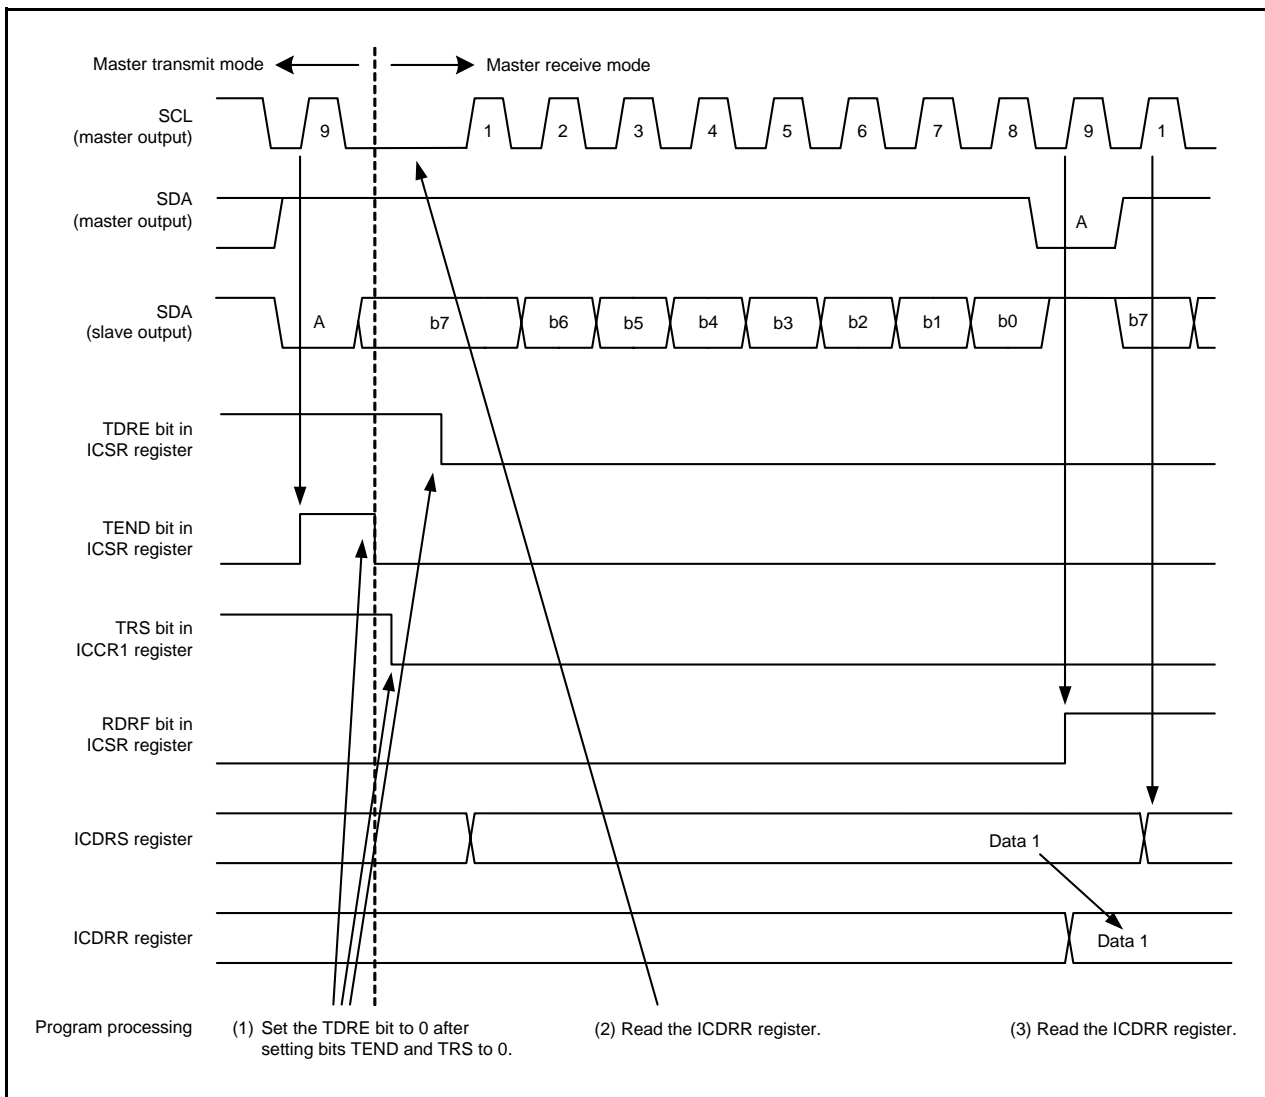 Master transmit mode
Master receive mode
SCL
(master output)
9
1
2
3
4
5
6
7
8
9
1
SDA
(master output)
A
SDA
(slave output)
A
b7
b6
b5
b4
b3
b2
b1
b0
b7
TDRE bit in
ICSR register
TEND bit in
ICSR register
TRS bit in
ICCR1 register
RDRF bit in
ICSR register
ICDRS register
Data 1
ICDRR register
Data 1
Program processing
(1) Set the TDRE bit to 0 after
setting bits TEND and TRS to 0.
(2) Read the ICDRR register.
(3) Read the ICDRR register.